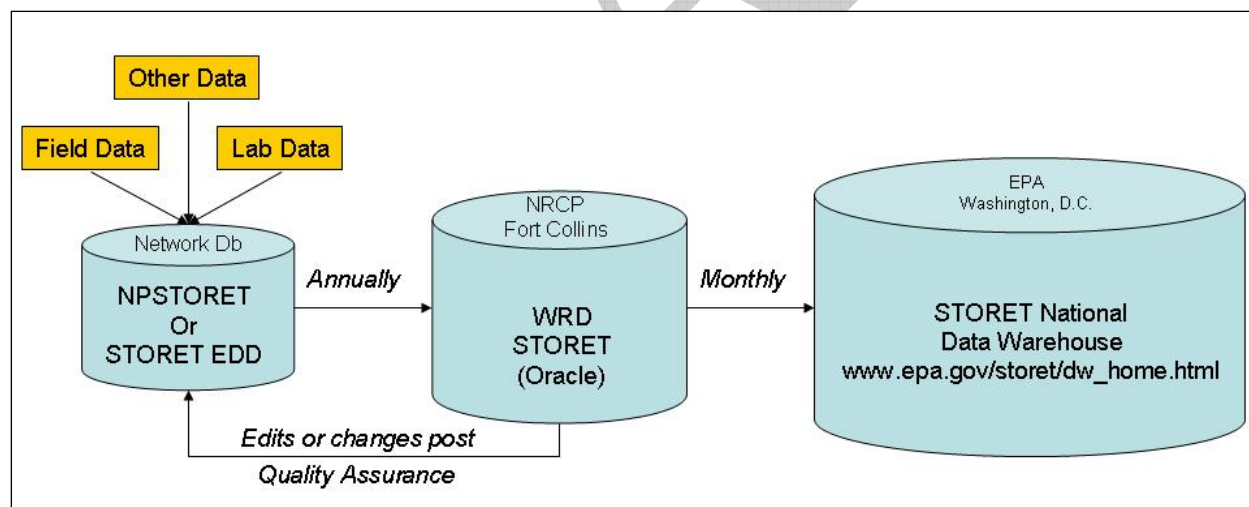 Other Data
Field Data
Lab Data
Network Db
NPSTORET
Or
STORET EDD
Annually
NRCP
Fort Collins
WRD
STORET
(Oracle)
Monthly
EPA
Washington, D.C.
STORET National
Data Warehouse
www.epa.gov/storet/dw_home.html
Edits or changes post
Quality Assurance